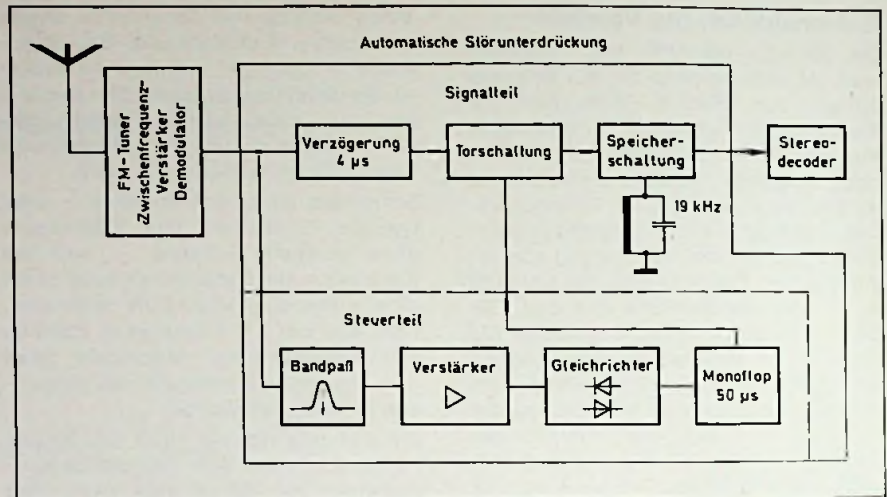 Automatische Störunterdrückung
FM-Tuner
Zwischenfrequenz-
Verstärker
Demodulator
Signalteil
Verzögerung
4 µs
Torschaltung
Speicher-
schaltung
Stereo-
decoder
19 kHz
Steuerteil
Bandpaß
Verstärker
Gleichrichter
Monoflop
50 µs